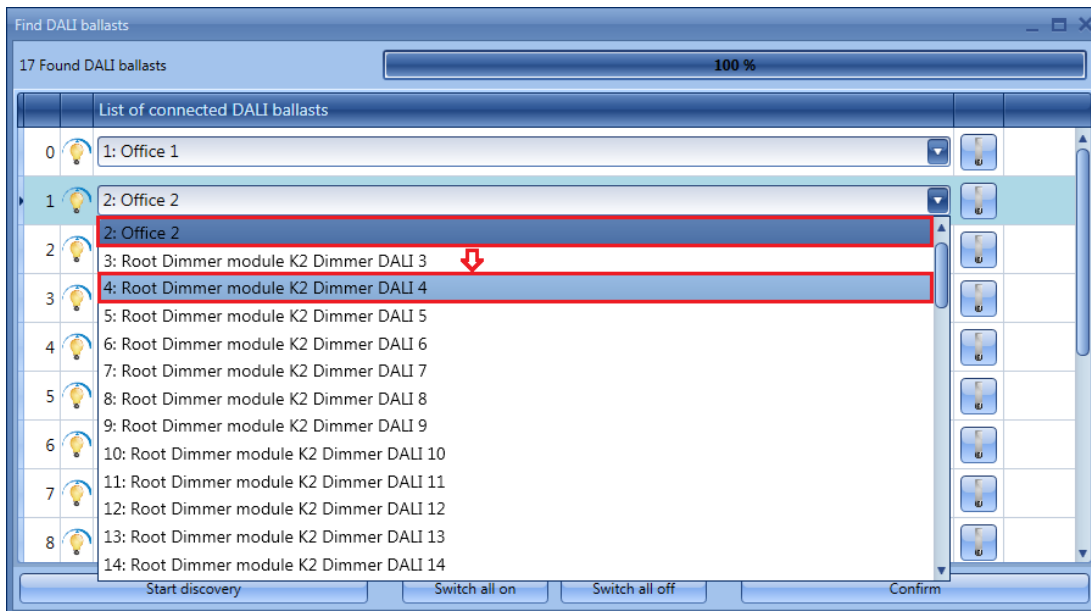 Find DALI ballasts
17 Found DALI ballasts 100 %
List of connected DALI ballasts
0 1: Office 1
1 2: Office 2
2: Office 2
2
3: Root Dimmer module K2 Dimmer DALI 3
4: Root Dimmer module K2 Dimmer DALI 4
3
5: Root Dimmer module K2 Dimmer DALI 5
4 6: Root Dimmer module K2 Dimmer DALI 6
7: Root Dimmer module K2 Dimmer DALI 7
5 8: Root Dimmer module K2 Dimmer DALI 8
9: Root Dimmer module K2 Dimmer DALI 9
6 10: Root Dimmer module K2 Dimmer DALI 10
11: Root Dimmer module K2 Dimmer DALI 11
7
12: Root Dimmer module K2 Dimmer DALI 12
13: Root Dimmer module K2 Dimmer DALI 13
8
14: Root Dimmer module K2 Dimmer DALI 14
Start discovery Switch all on Switch all off Confirm